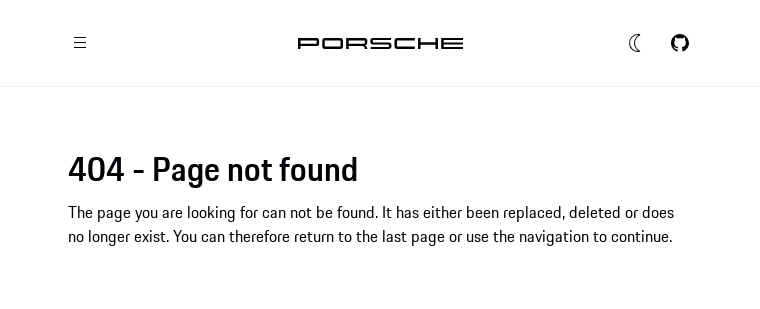 PORSCHE
404 - Page not found
The page you are looking for can not be found. It has either been replaced, deleted or does
no longer exist. You can therefore return to the last page or use the navigation to continue.